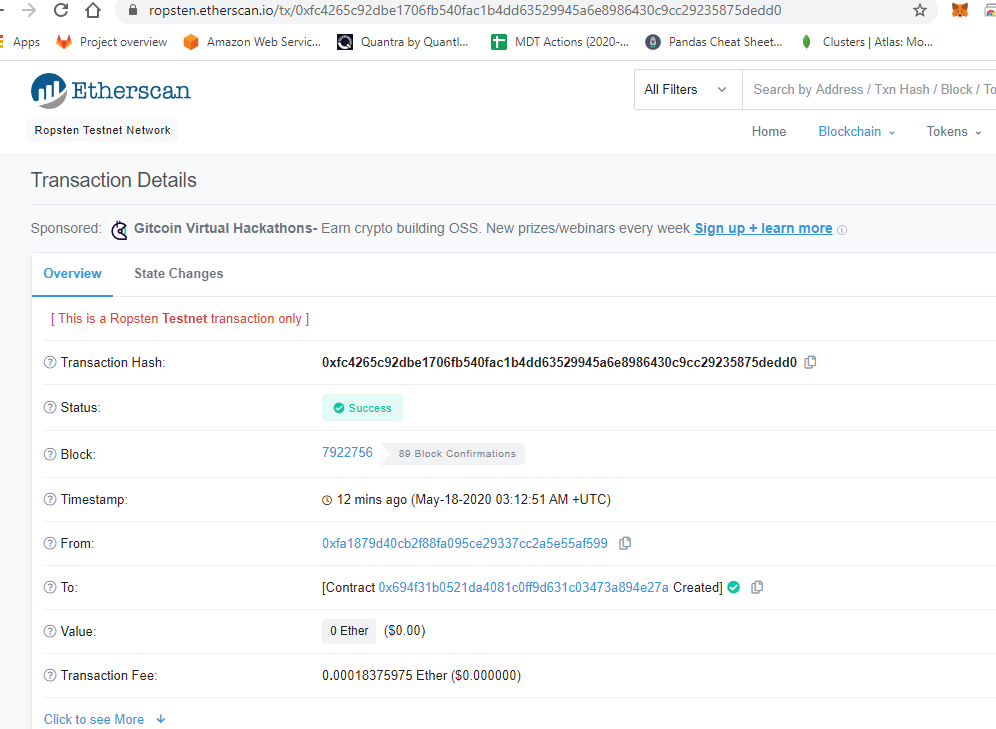 ropsten.etherscan.io/tx/0xfc4265c92dbe1706fb540fac1b4dd63529945a6e8986430c9cc29235875dedd0
Apps Project overview Amazon Web Servic... Quantra by Quantl... MDT Actions (2020-... Pandas Cheat Sheet... Clusters | Atlas: Mo...
Etherscan
All Filters Search by Address / Txn Hash / Block / To
Ropsten Testnet Network
Home Blockchain Tokens
Transaction Details
Sponsored: Gitcoin Virtual Hackathons- Earn crypto building OSS. New prizes/webinars every week Sign up + learn more
Overview State Changes
[ This is a Ropsten Testnet transaction only ]
Transaction Hash: 0xfc4265c92dbe1706fb540fac1b4dd63529945a6e8986430c9cc29235875dedd0
Status: Success
Block: 7922756 89 Block Confirmations
Timestamp: 12 mins ago (May-18-2020 03:12:51 AM +UTC)
From: 0xfa1879d40cb2f88fa095ce29337cc2a5e55af599
To: [Contract 0x694f31b0521da4081c0ff9d631c03473a894e27a Created]
Value: 0 Ether ($0.00)
Transaction Fee: 0.00018375975 Ether ($0.000000)
Click to see More